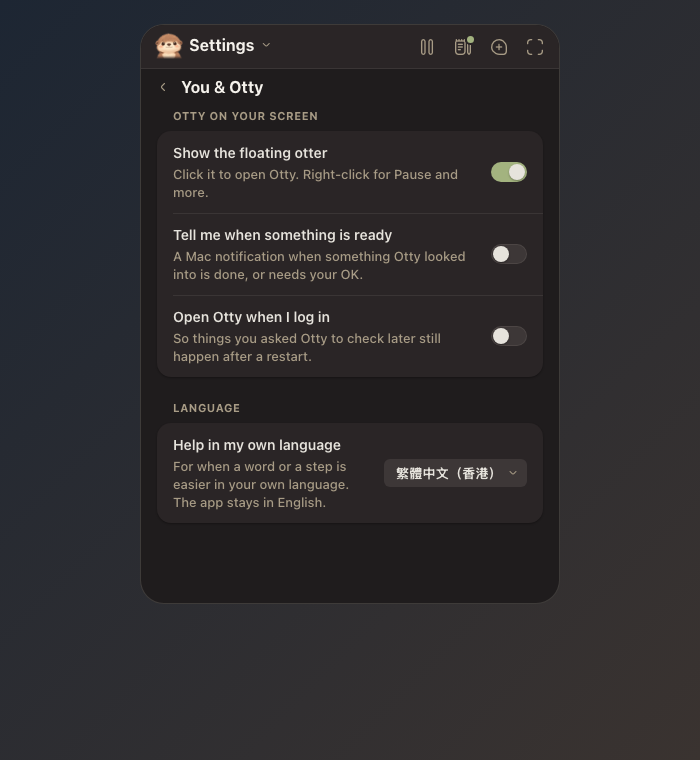 Settings
You & Otty
OTTY ON YOUR SCREEN
Show the floating otter
Click it to open Otty. Right-click for Pause and
more.
Tell me when something is ready
A Mac notification when something Otty looked
into is done, or needs your OK.
Open Otty when I log in
So things you asked Otty to check later still
happen after a restart.
LANGUAGE
Help in my own language
For when a word or a step is
easier in your own language.
The app stays in English.
繁體中文（香港）